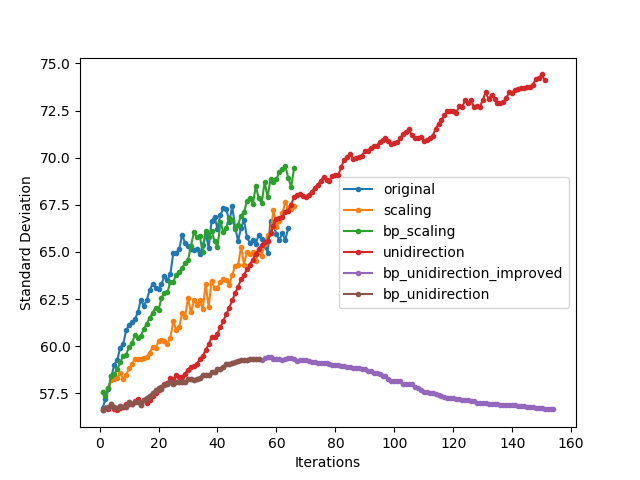 75.0
72.5
70.0
67.5
65.0
62.5
60.0
57.5
Standard Deviation
original
scaling
bp_scaling
unidirection
bp_unidirection_improved
bp_unidirection
0 20 40 60 80 100 120 140 160
Iterations